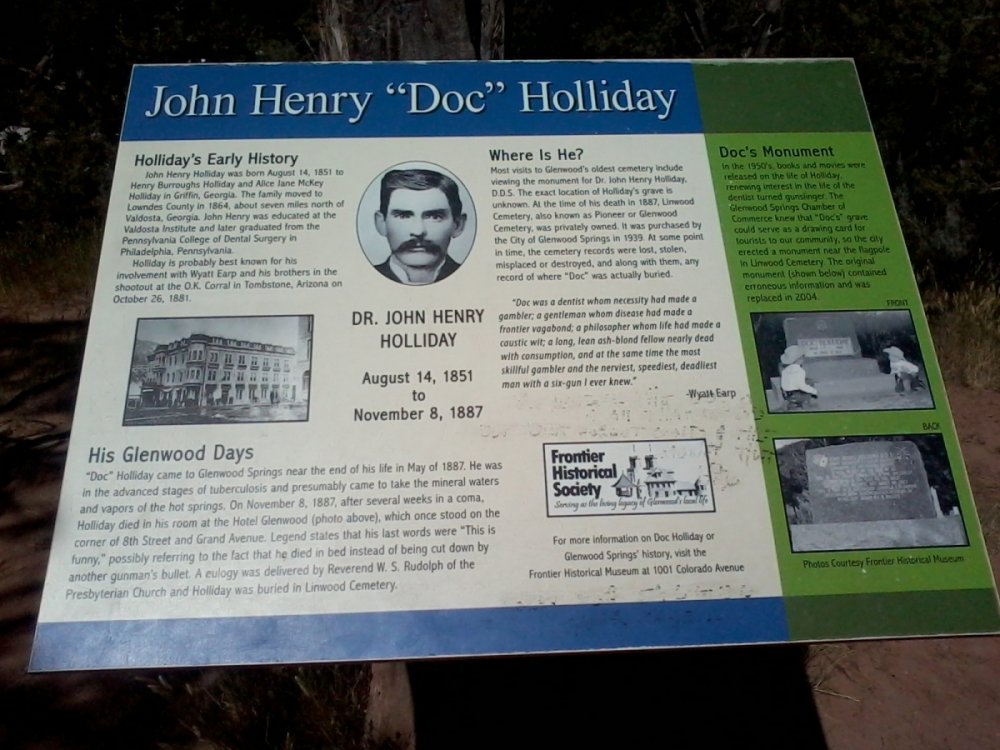 John Henry “Doc” Holliday
Holliday's Early History
John Henry Holliday was born August 14, 1851 to
Henry Burroughs Holliday and Alice Jane McKey
Holliday in Griffin, Georgia. The family moved to
Lowndes County in 1864, about seven miles north of
Valdosta, Georgia. John Henry was educated at the
Valdosta Institute and later graduated from the
Pennsylvania College of Dental Surgery in
Philadelphia, Pennsylvania.
Holliday is probably best known for his
involvement with Wyatt Earp and his brothers in the
shootout at the O.K. Corral in Tombstone, Arizona on
October 26, 1881.
DR. JOHN HENRY
HOLLIDAY
August 14, 1851
to
November 8, 1887
His Glenwood Days
“Doc” Holliday came to Glenwood Springs near the end of his life in May of 1887. He was
in the advanced stages of tuberculosis and presumably came to take the mineral waters
and vapors of the hot springs. On November 8, 1887, after several weeks in a coma,
Holliday died in his room at the Hotel Glenwood (photo above), which once stood on the
corner of 8th Street and Grand Avenue. Legend states that his last words were “This is
funny,” possibly referring to the fact that he died in bed instead of being cut down by
another gunman's bullet. A eulogy was delivered by Reverend W. S. Rudolph of the
Presbyterian Church and Holliday was buried in Linwood Cemetery.
Where Is He?
Most visits to Glenwood's oldest cemetery include
viewing the monument for Dr. John Henry Holliday,
D.D.S. The exact location of Holliday's grave is
unknown. At the time of his death in 1887, Linwood
Cemetery, also known as Pioneer or Glenwood
Cemetery, was privately owned. It was purchased by
the City of Glenwood Springs in 1939. At some point
in time, the cemetery records were lost, stolen,
misplaced or destroyed, and along with them, any
record of where “Doc” was actually buried.
“Doc was a dentist whom necessity had made a
gambler; a gentleman whom disease had made a
frontier vagabond; a philosopher whom life had made a
caustic wit; a long, lean ash-blond fellow nearly dead
with consumption, and at the same time the most
skillful gambler and the nerviest, speediest, deadliest
man with a six-gun I ever knew.”
-Wyatt Earp
Frontier
Historical
Society
Serving as the living legacy of Glenwood's local life
For more information on Doc Holliday or
Glenwood Springs' history, visit the
Frontier Historical Museum at 1001 Colorado Avenue
Doc's Monument
In the 1950's, books and movies were
released on the life of Holliday,
renewing interest in the life of the
dentist turned gunslinger. The
Glenwood Springs Chamber of
Commerce knew that “Doc's” grave
could serve as a drawing card for
tourists to our community, so the city
erected a monument near the flagpole
in Linwood Cemetery. The original
monument (shown below) contained
erroneous information and was
replaced in 2004.
FRONT
DOC HOLLIDAY
BACK
Photos Courtesy Frontier Historical Museum